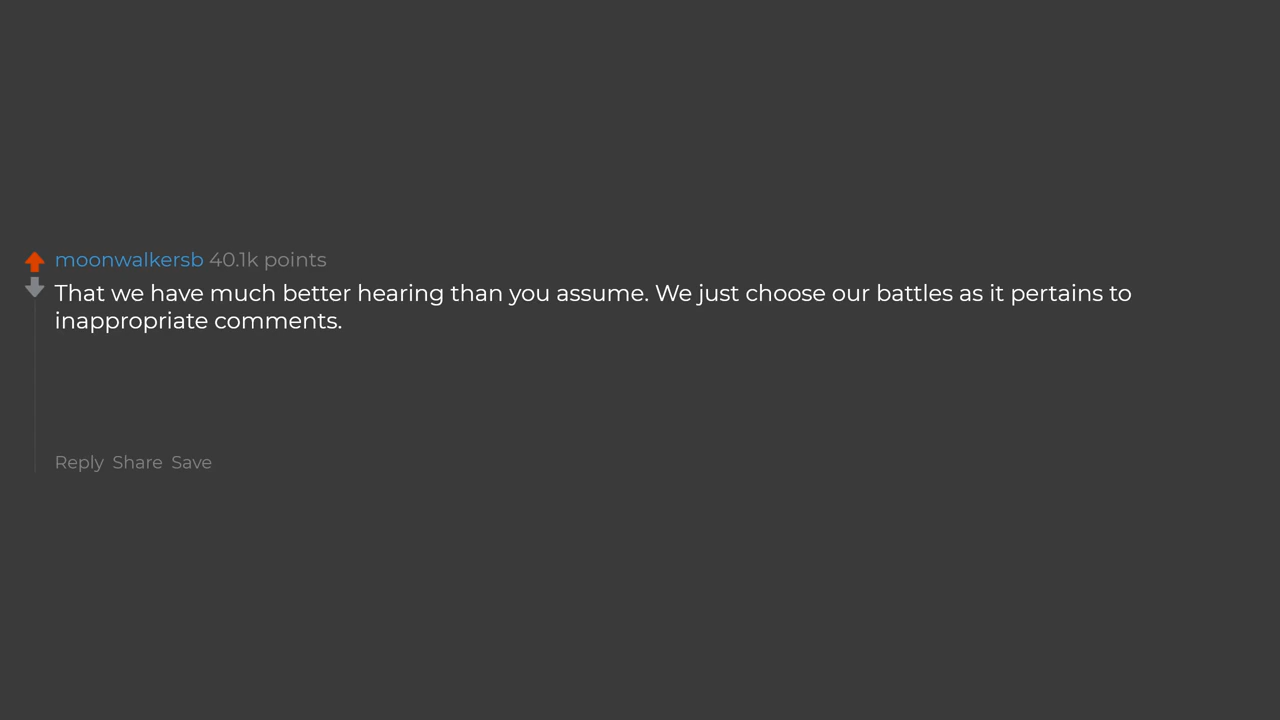 moonwalkersb 40.1k points
That we have much better hearing than you assume. We just choose our battles as it pertains to
inappropriate comments.
Reply Share Save